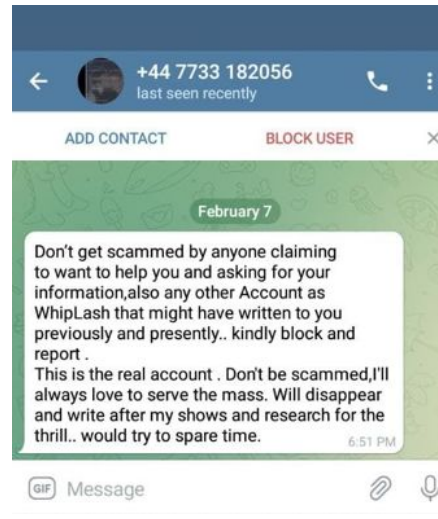 +44 7733 182056
last seen recently
ADD CONTACT BLOCK USER
February 7
Don't get scammed by anyone claiming
to want to help you and asking for your
information,also any other Account as
WhipLash that might have written to you
previously and presently.. kindly block and
report .
This is the real account . Don't be scammed,I'll
always love to serve the mass. Will disappear
and write after my shows and research for the
thrill.. would try to spare time.
6:51 PM
GIF Message